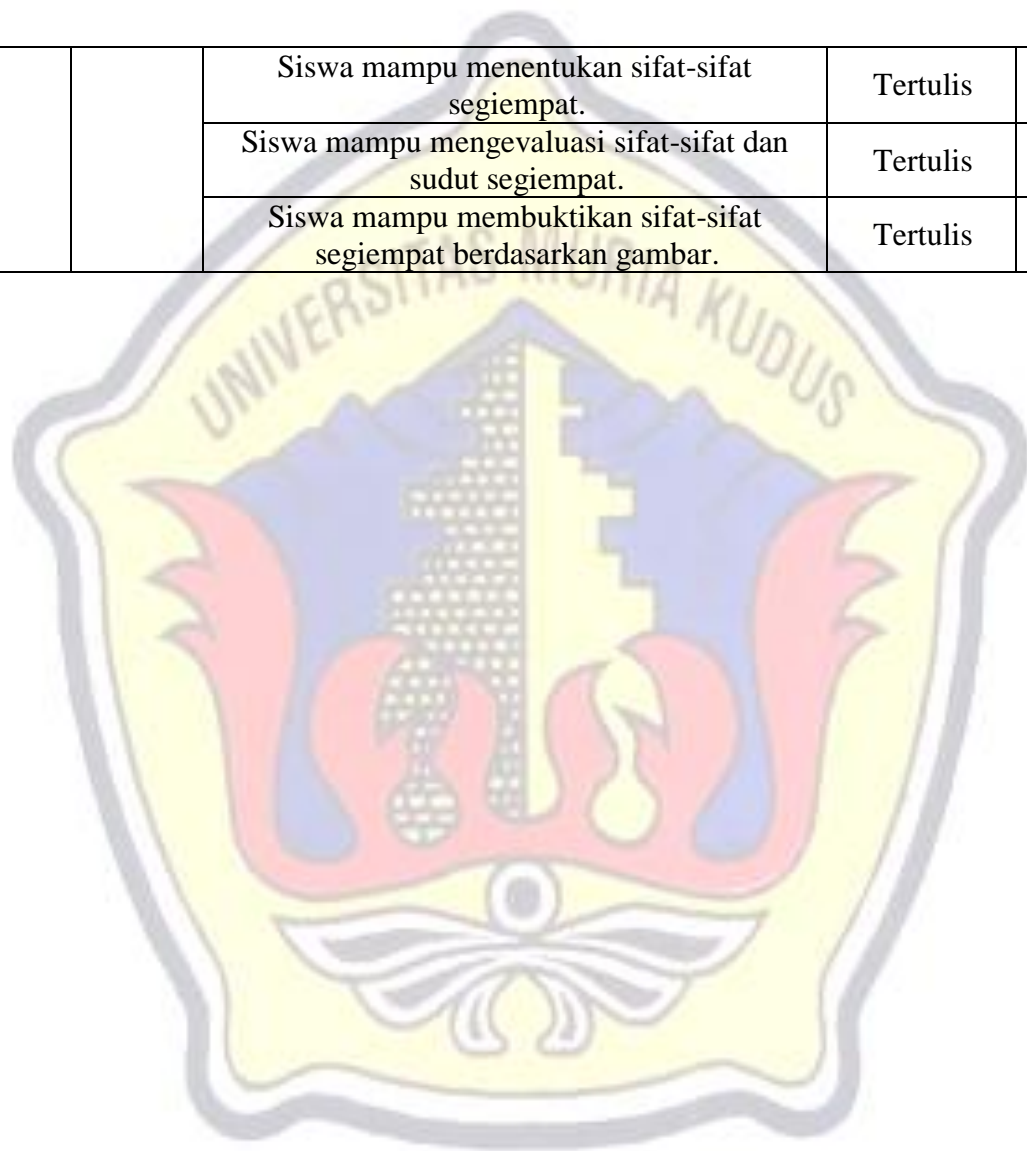 Siswa mampu menentukan sifat-sifat
segiempat.
Tertulis
Siswa mampu mengevaluasi sifat-sifat dan
sudut segiempat.
Tertulis
Siswa mampu membuktikan sifat-sifat
segiempat berdasarkan gambar.
Tertulis
UNIVERSITAS MURIA KUDUS